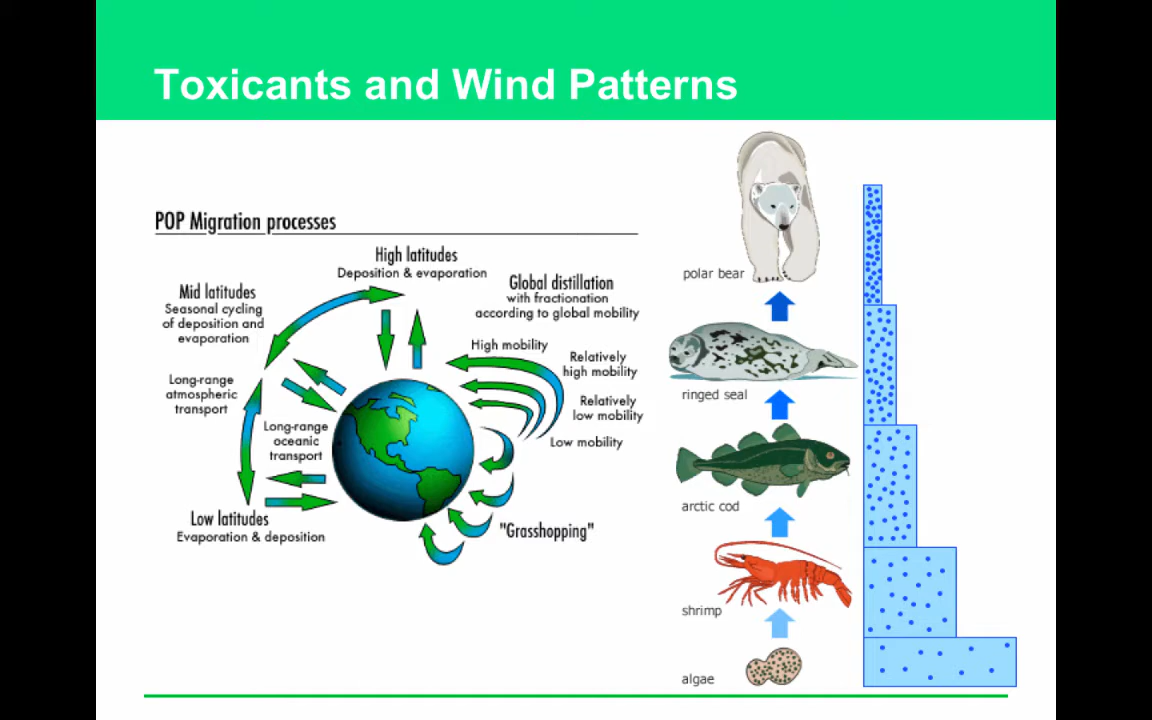 Toxicants and Wind Patterns
POP Migration processes
High latitudes
Deposition & evaporation
Mid latitudes
Seasonal cycling
of deposition and
evaporation
Global distillation
with fractionation
according to global mobility
High mobility
Relatively
high mobility
Relatively
low mobility
Low mobility
Long-range
atmospheric
transport
Long-range
oceanic
transport
Low latitudes
Evaporation & deposition
"Grasshopping"
polar bear
ringed seal
arctic cod
shrimp
algae